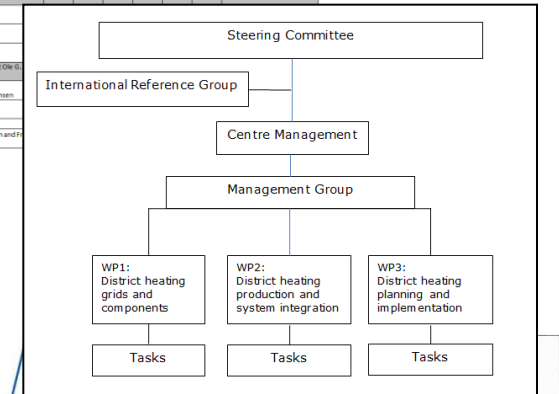 Ole G.
Steering Committee
International Reference Group
Centre Management
Management Group
WP1:
District heating
grids and
components
WP2:
District heating
production and
system integration
WP3:
District heating
planning and
implementation
Tasks
Tasks
Tasks